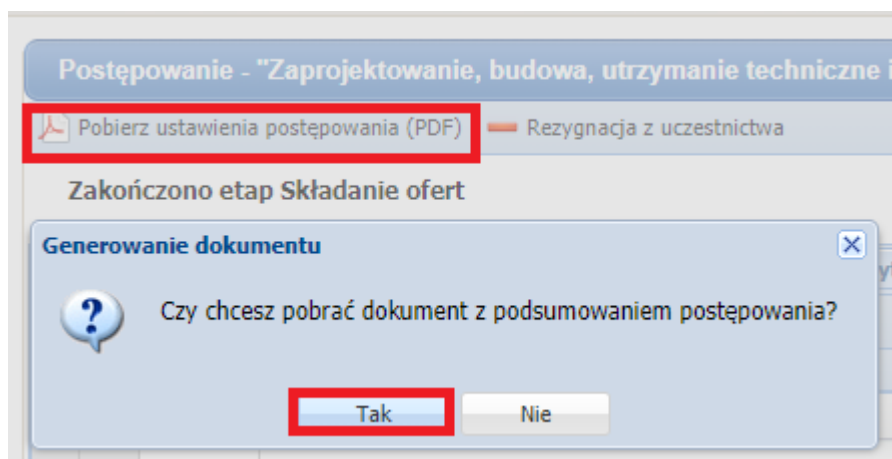 Postępowanie - "Zaprojektowanie, budowa, utrzymanie techniczne i
Pobierz ustawienia postępowania (PDF) Rezygnacja z uczestnictwa
Zakończono etap Składanie ofert
Generowanie dokumentu
Czy chcesz pobrać dokument z podsumowaniem postępowania?
Tak Nie